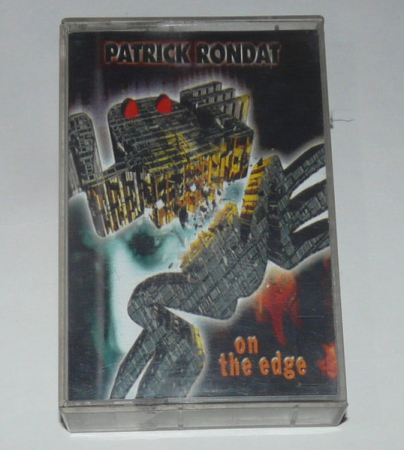 PATRICK RONDAT
on
the edge